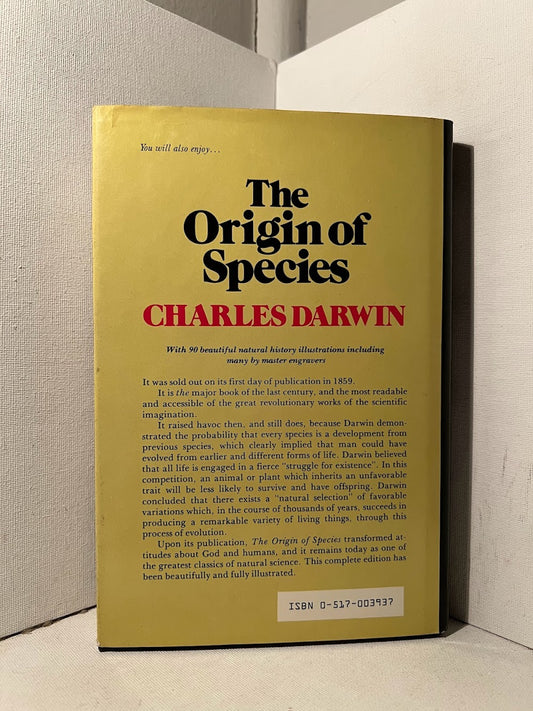 You will also enjoy...
The
Origin of
Species
CHARLES DARWIN
With 90 beautiful natural history illustrations including
many by master engravers
It was sold out on its first day of publication in 1859.
It is the major book of the last century, and the most readable
and accessible of the great revolutionary works of the scientific
imagination.
It raised havoc then, and still does, because Darwin demon-
strated the probability that every species is a development from
previous species, which clearly implied that man could have
evolved from earlier and different forms of life. Darwin believed
that all life is engaged in a fierce "struggle for existence". In this
competition, an animal or plant which inherits an unfavorable
trait will be less likely to survive and have offspring. Darwin
concluded that there exists a "natural selection" of favorable
variations which, in the course of thousands of years, succeeds in
producing a remarkable variety of living things, through this
process of evolution.
Upon its publication, The Origin of Species transformed at-
titudes about God and humans, and it remains today as one of
the greatest classics of natural science. This complete edition has
been beautifully and fully illustrated.
ISBN 0-517-003937